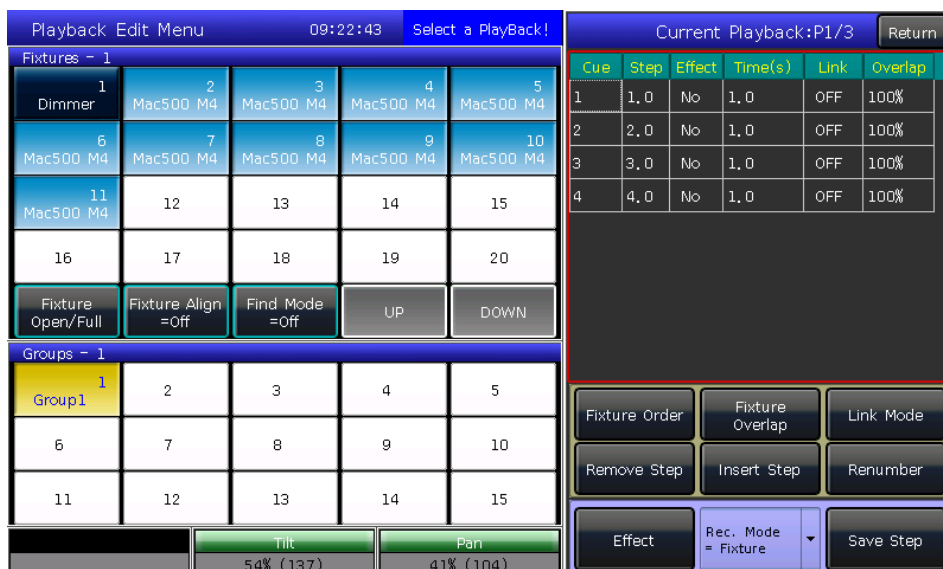 Playback Edit Menu 09:22:43 Select a PlayBack!
Fixtures - 1
1 Dimmer
2 Mac500 M4
3 Mac500 M4
4 Mac500 M4
5 Mac500 M4
6 Mac500 M4
7 Mac500 M4
8 Mac500 M4
9 Mac500 M4
10 Mac500 M4
11 Mac500 M4
12 13 14 15
16 17 18 19 20
Fixture Open/Full
Fixture Align =Off
Find Mode =Off
UP
DOWN
Groups - 1
1 Group1
2 3 4 5
6 7 8 9 10
11 12 13 14 15
Tilt Pan
54% (137) 41% (104)
Current Playback:P1/3 Return
Cue Step Effect Time(s) Link Overlap
1 1.0 No 1.0 OFF 100%
2 2.0 No 1.0 OFF 100%
3 3.0 No 1.0 OFF 100%
4 4.0 No 1.0 OFF 100%
Fixture Order
Fixture Overlap
Link Mode
Remove Step
Insert Step
Renumber
Effect
Rec. Mode = Fixture
Save Step